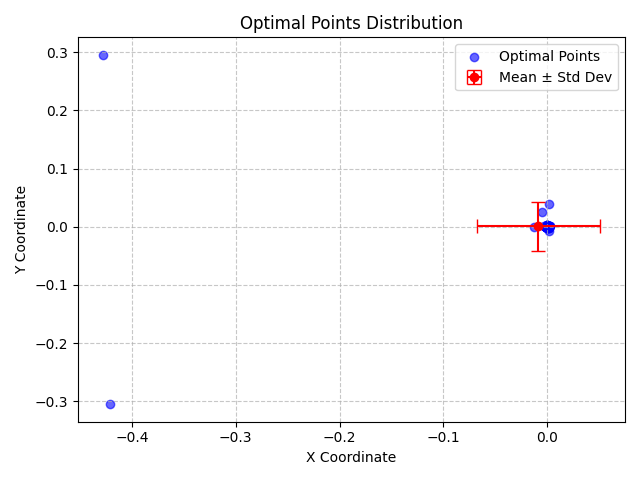 Optimal Points Distribution
Optimal Points
Mean ± Std Dev
Y Coordinate
0.3
0.2
0.1
0.0
−0.1
−0.2
−0.3
−0.4
−0.3
−0.2
−0.1
0.0
X Coordinate